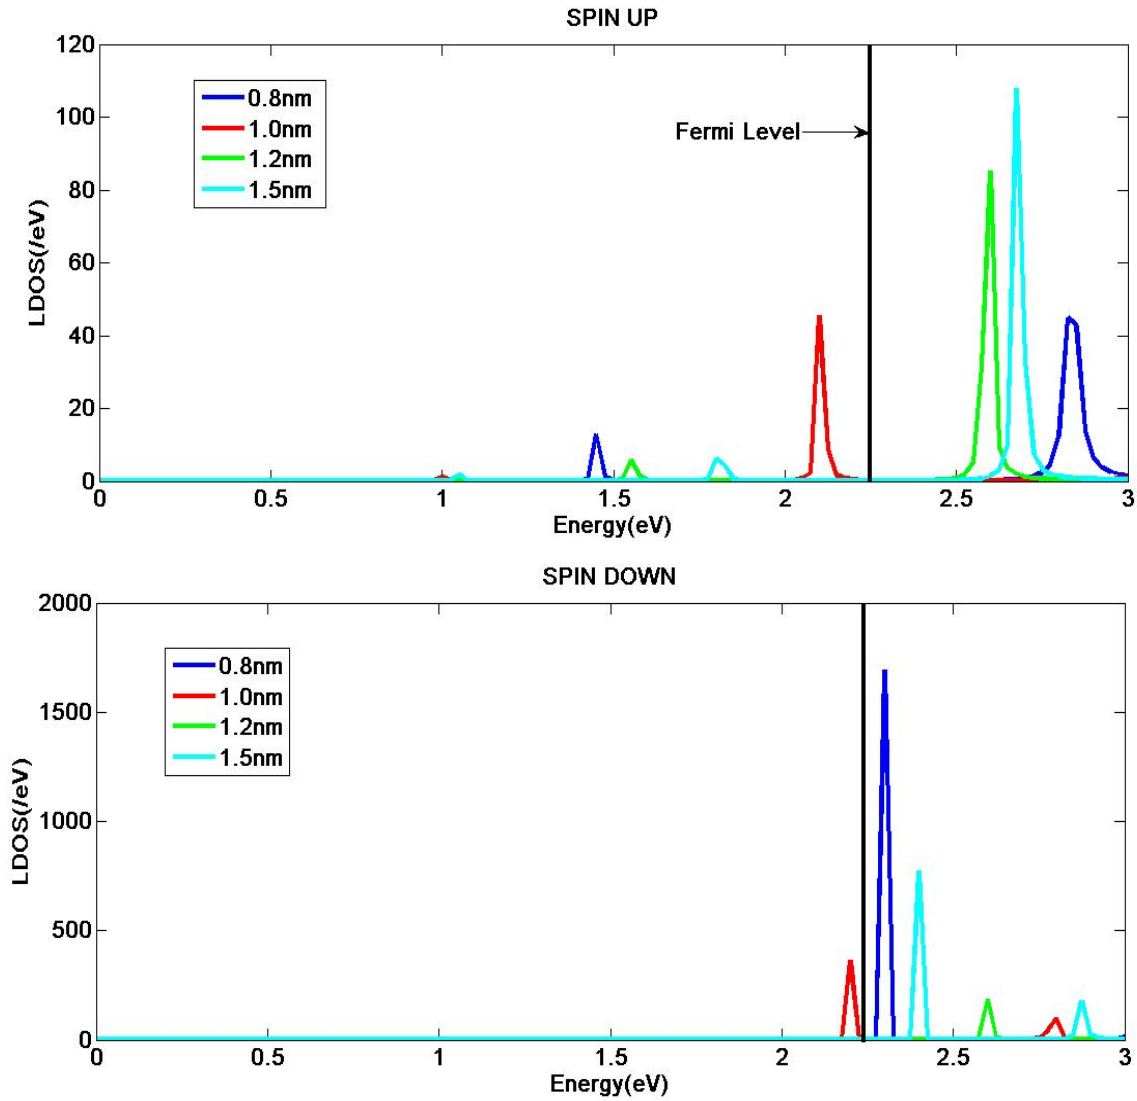 SPIN UP
120
100
80
60
40
20
0
LDOS(/eV)
0.8nm
1.0nm
1.2nm
1.5nm
Fermi Level
0 0.5 1 1.5 2 2.5 3
Energy(eV)
SPIN DOWN
2000
1500
1000
500
0
LDOS(/eV)
0.8nm
1.0nm
1.2nm
1.5nm
0 0.5 1 1.5 2 2.5 3
Energy(eV)